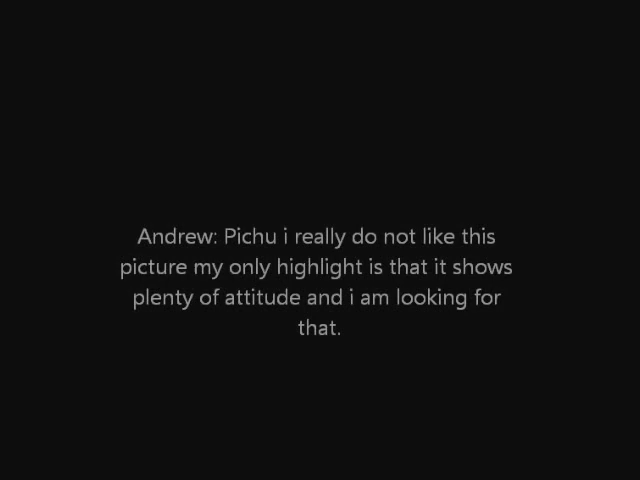 Andrew: Pichu i really do not like this
picture my only highlight is that it shows
plenty of attitude and i am looking for
that.